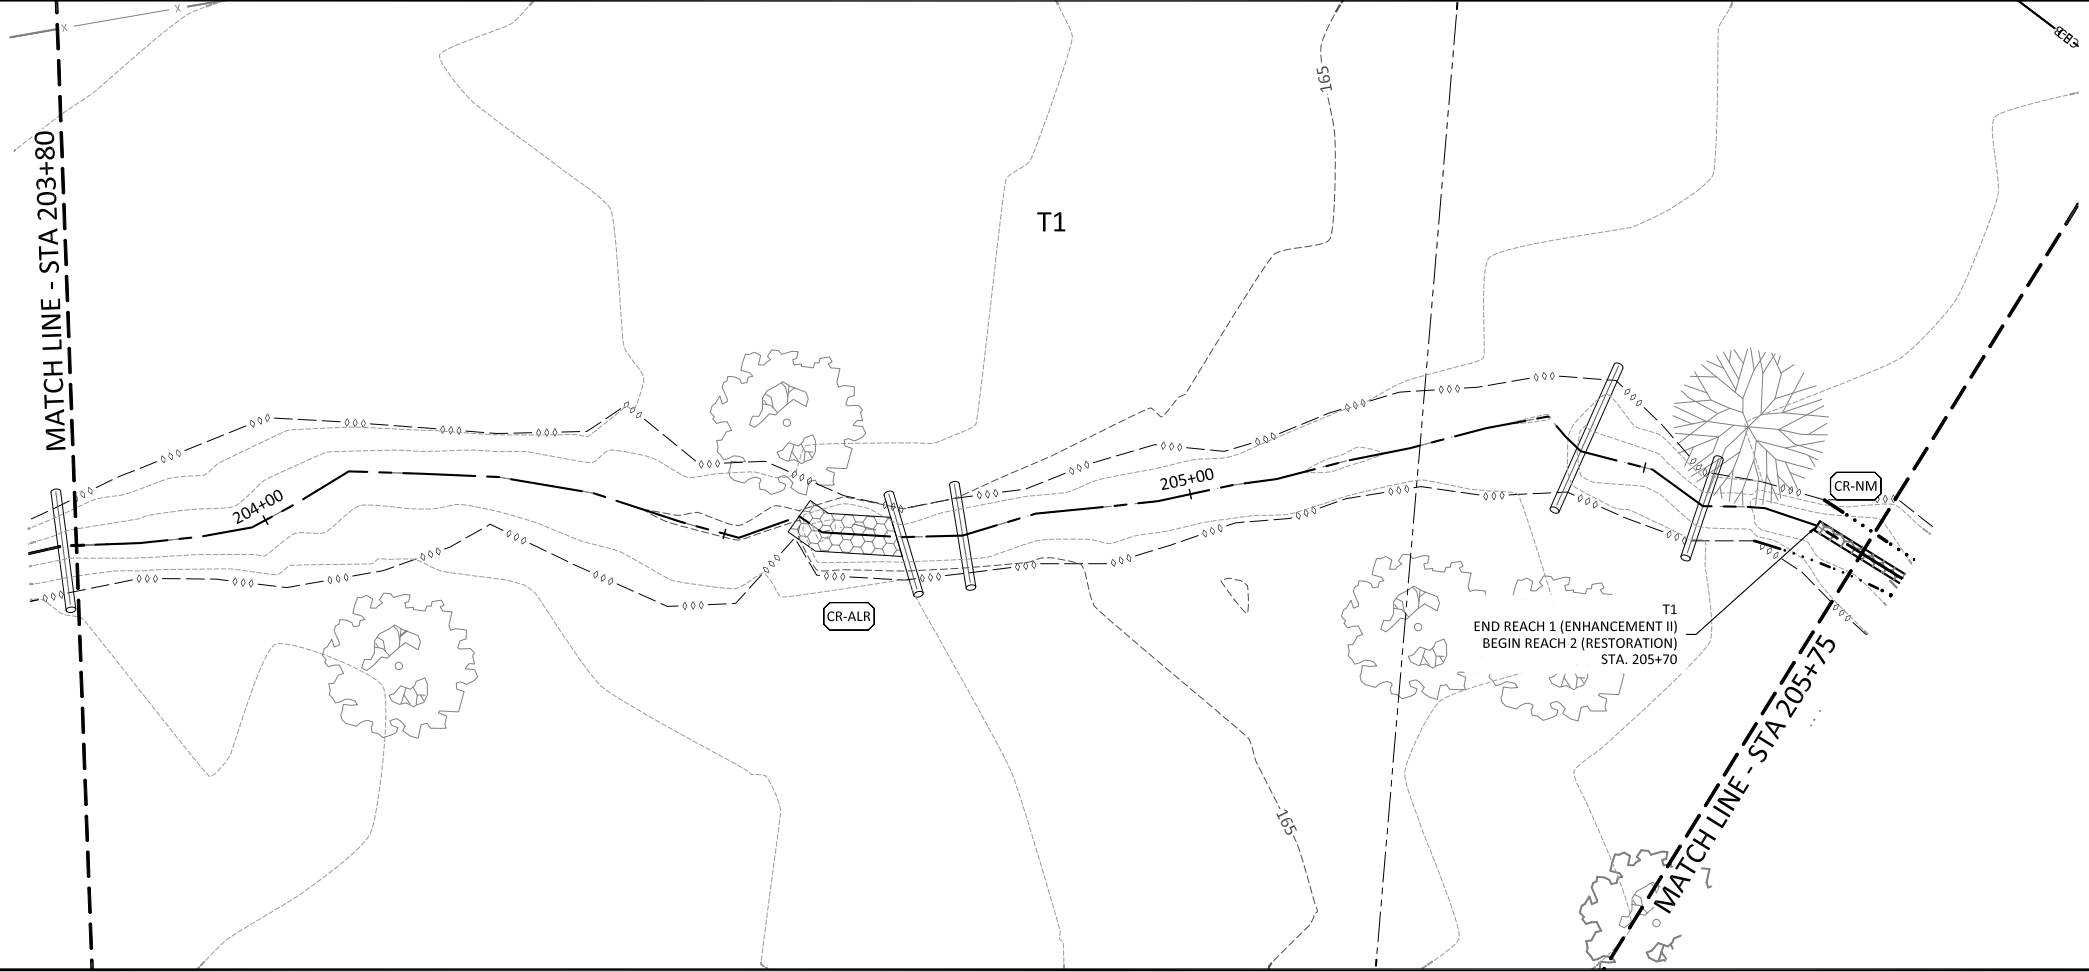 MATCH LINE - STA 203+80
165
T1
204+00
205+00
CR-NM
CR-ALR
T1
END REACH 1 (ENHANCEMENT II)
BEGIN REACH 2 (RESTORATION)
STA. 205+70
165
MATCH LINE - STA 205+75